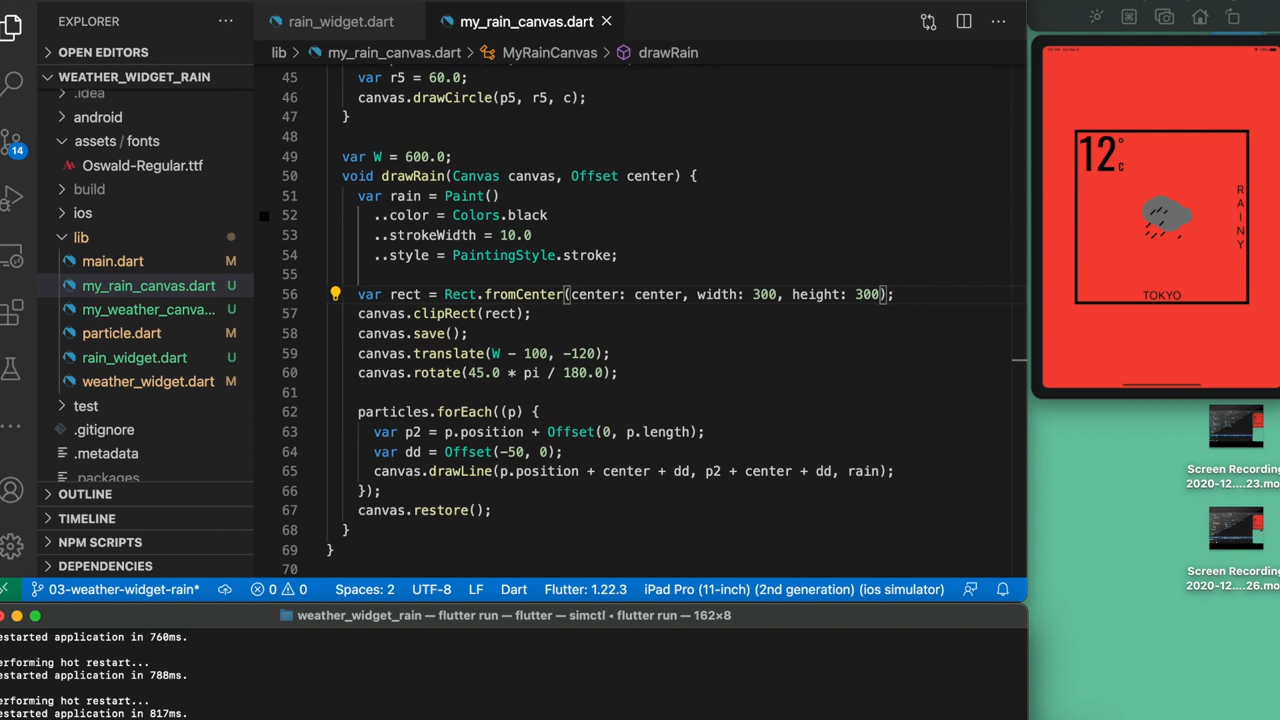 EXPLORER
OPEN EDITORS
WEATHER_WIDGET_RAIN
.idea
android
assets / fonts
Oswald-Regular.ttf
build
ios
lib
main.dart M
my_rain_canvas.dart U
my_weather_canva... U
particle.dart M
rain_widget.dart U
weather_widget.dart M
test
.gitignore
.metadata
.packages
OUTLINE
TIMELINE
NPM SCRIPTS
DEPENDENCIES
14
rain_widget.dart
my_rain_canvas.dart
lib > my_rain_canvas.dart > MyRainCanvas > drawRain
45 var r5 = 60.0;
46 canvas.drawCircle(p5, r5, c);
47 }
48
49 var W = 600.0;
50 void drawRain(Canvas canvas, Offset center) {
51 var rain = Paint()
52 ..color = Colors.black
53 ..strokeWidth = 10.0
54 ..style = PaintingStyle.stroke;
55
56 var rect = Rect.fromCenter(center: center, width: 300, height: 300);
57 canvas.clipRect(rect);
58 canvas.save();
59 canvas.translate(W - 100, -120);
60 canvas.rotate(45.0 * pi / 180.0);
61
62 particles.forEach((p) {
63 var p2 = p.position + Offset(0, p.length);
64 var dd = Offset(-50, 0);
65 canvas.drawLine(p.position + center + dd, p2 + center + dd, rain);
66 });
67 canvas.restore();
68 }
69 }
70
03-weather-widget-rain* 0 0 Spaces: 2 UTF-8 LF Dart Flutter: 1.22.3 iPad Pro (11-inch) (2nd generation) (ios simulator)
weather_widget_rain — flutter run — flutter — simctl ◂ flutter run — 162×8
estarted application in 760ms.
erforming hot restart...
estarted application in 788ms.
erforming hot restart...
estarted application in 817ms.
12°C
RAINY
TOKYO
Screen Recording
2020-12....23.mo
Screen Recording
2020-12....26.mo